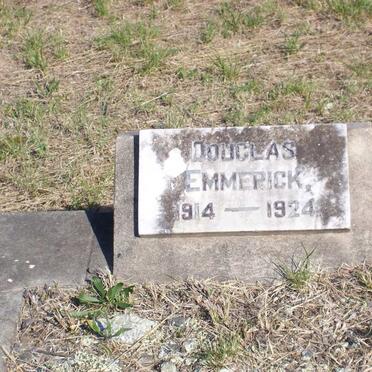 DOUGLAS
EMMERICK
1914 — 1924